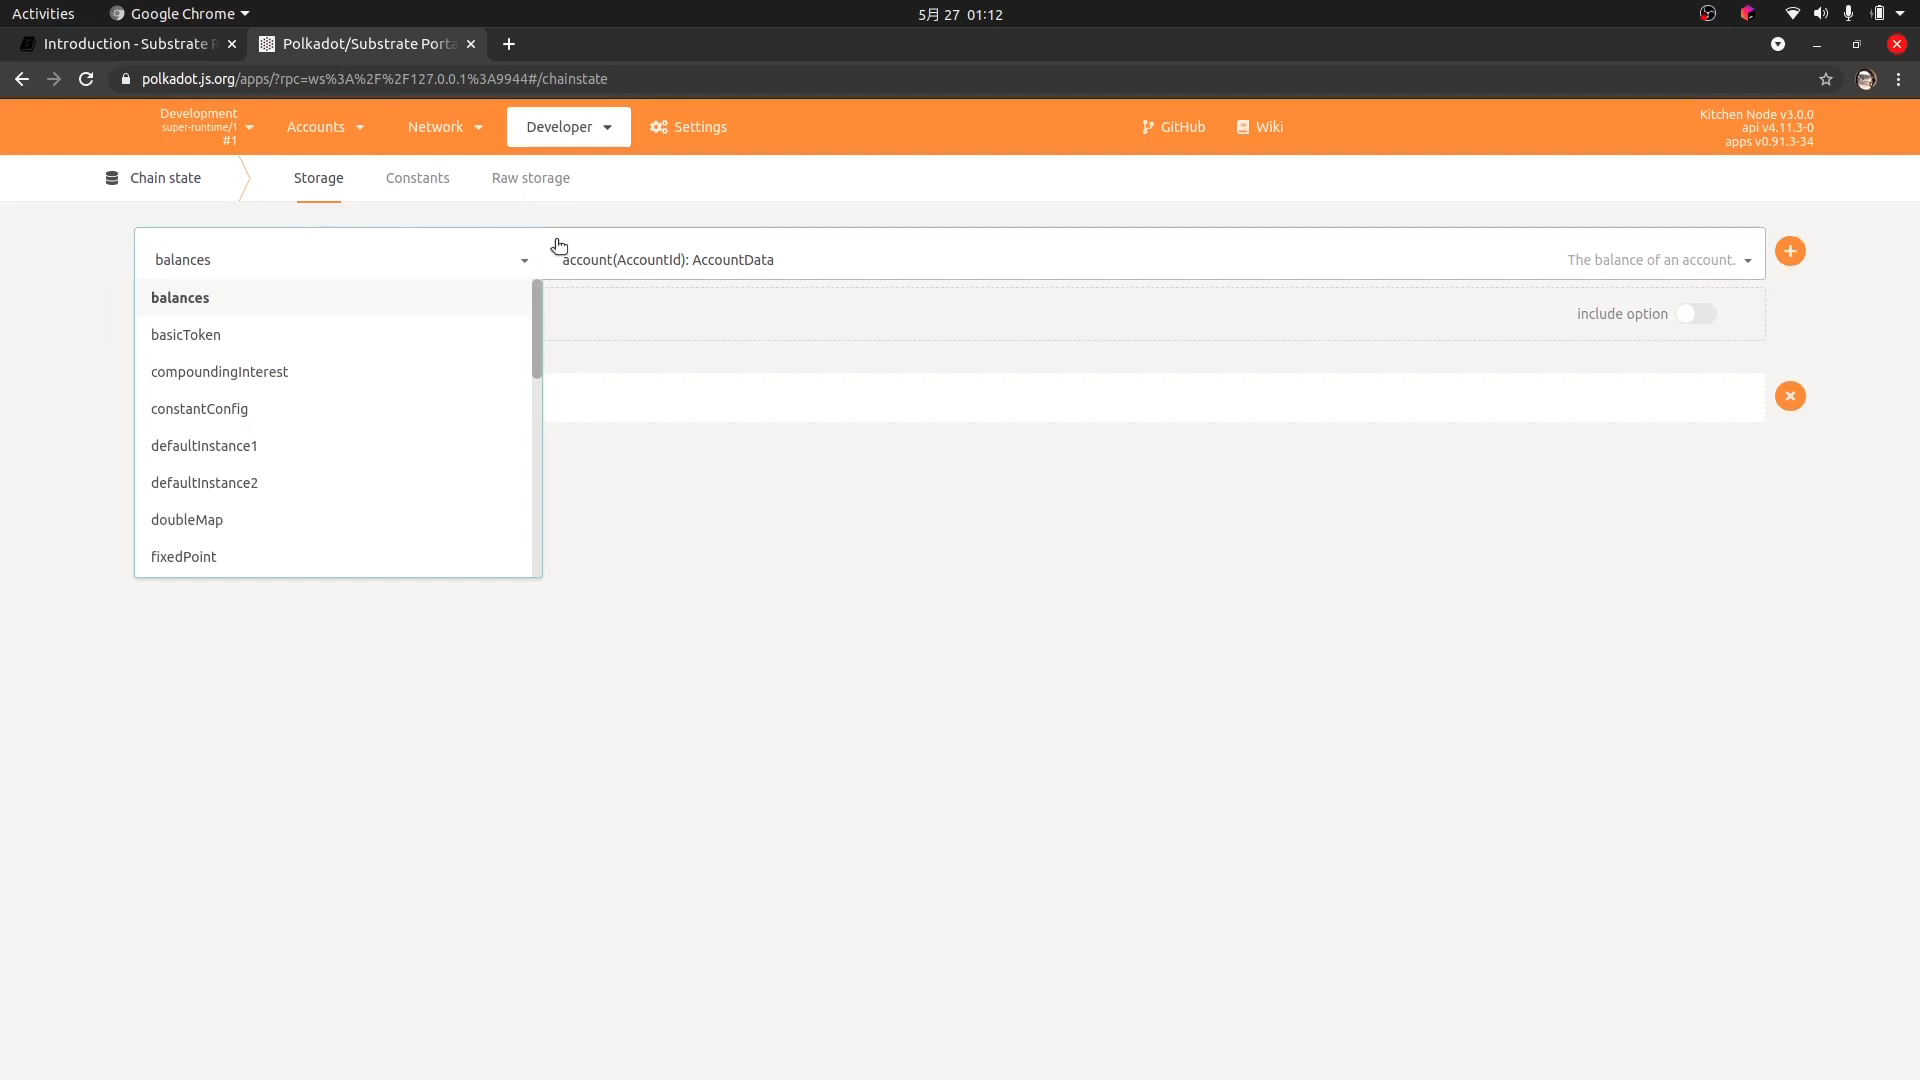 Activities
Google Chrome
5月 27 01:12
Introduction - Substrate R
Polkadot/Substrate Porta
polkadot.js.org/apps/?rpc=ws%3A%2F%2F127.0.0.1%3A9944#/chainstate
Development
super-runtime/1
#1
Accounts
Network
Developer
Settings
GitHub
Wiki
Kitchen Node v3.0.0
api v4.11.3-0
apps v0.91.3-34
Chain state
Storage
Constants
Raw storage
balances
account(AccountId): AccountData
The balance of an account.
include option
balances
basicToken
compoundingInterest
constantConfig
defaultInstance1
defaultInstance2
doubleMap
fixedPoint